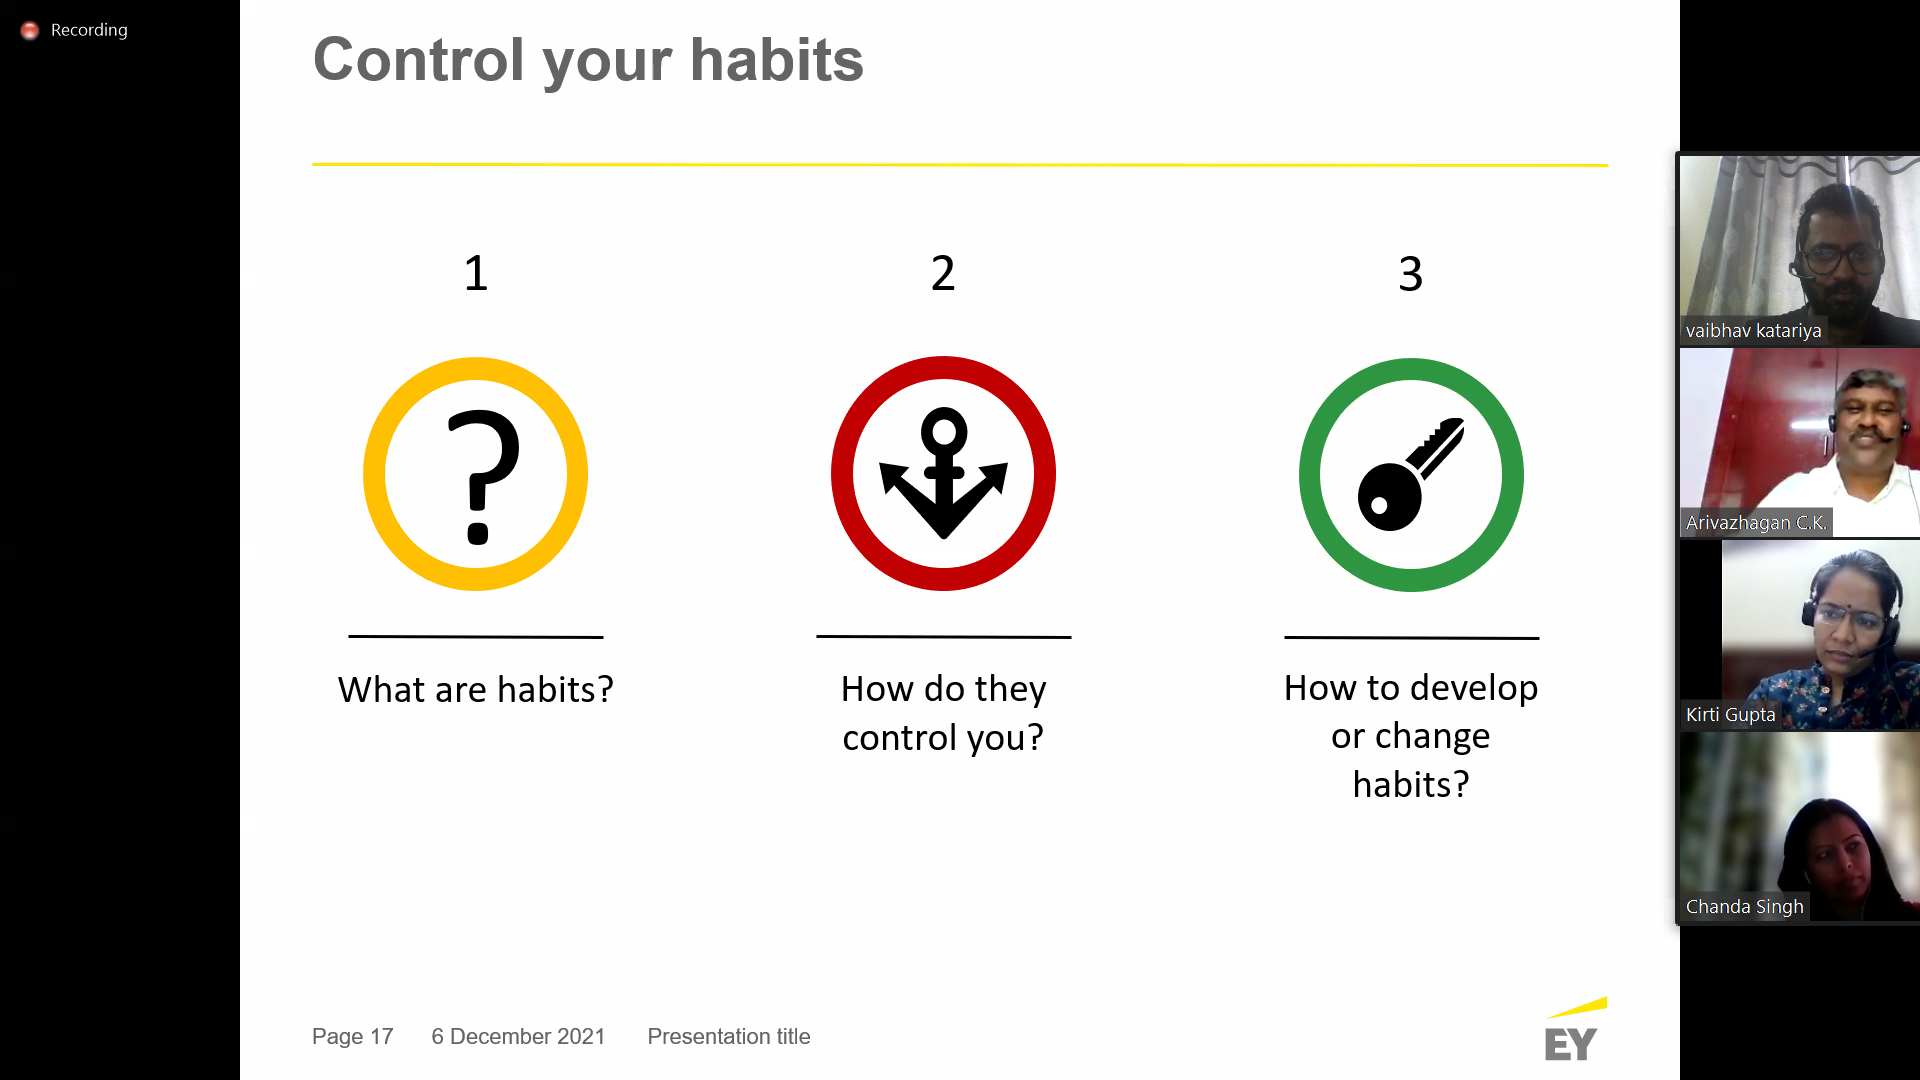 Recording
Control your habits
1
2
3
?
What are habits?
How do they
control you?
How to develop
or change
habits?
Page 17 6 December 2021 Presentation title
EY
vaibhav katariya
Arivazhagan C.K.
Kirti Gupta
Chanda Singh